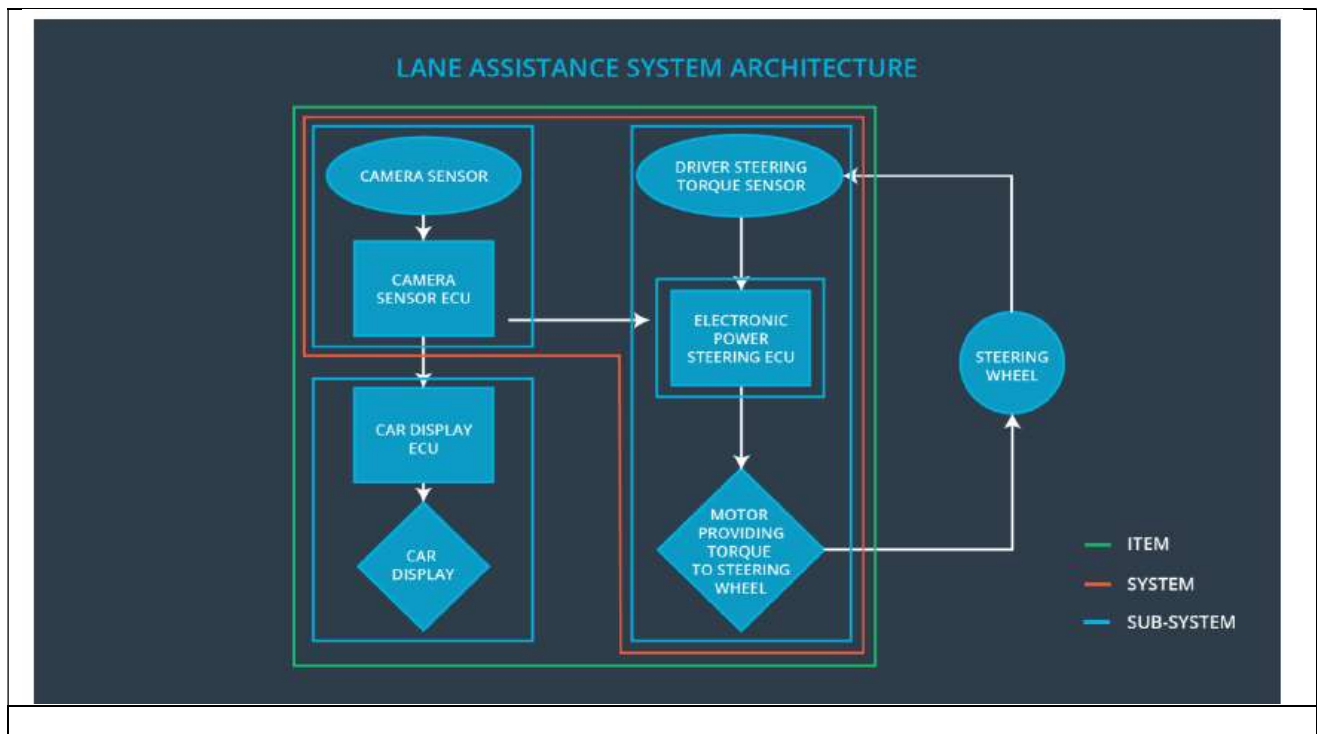 LANE ASSISTANCE SYSTEM ARCHITECTURE
CAMERA SENSOR
CAMERA
SENSOR ECU
CAR DISPLAY
ECU
CAR
DISPLAY
DRIVER STEERING
TORQUE SENSOR
ELECTRONIC
POWER
STEERING ECU
MOTOR
PROVIDING
TORQUE
TO STEERING
WHEEL
STEERING
WHEEL
ITEM
SYSTEM
SUB-SYSTEM